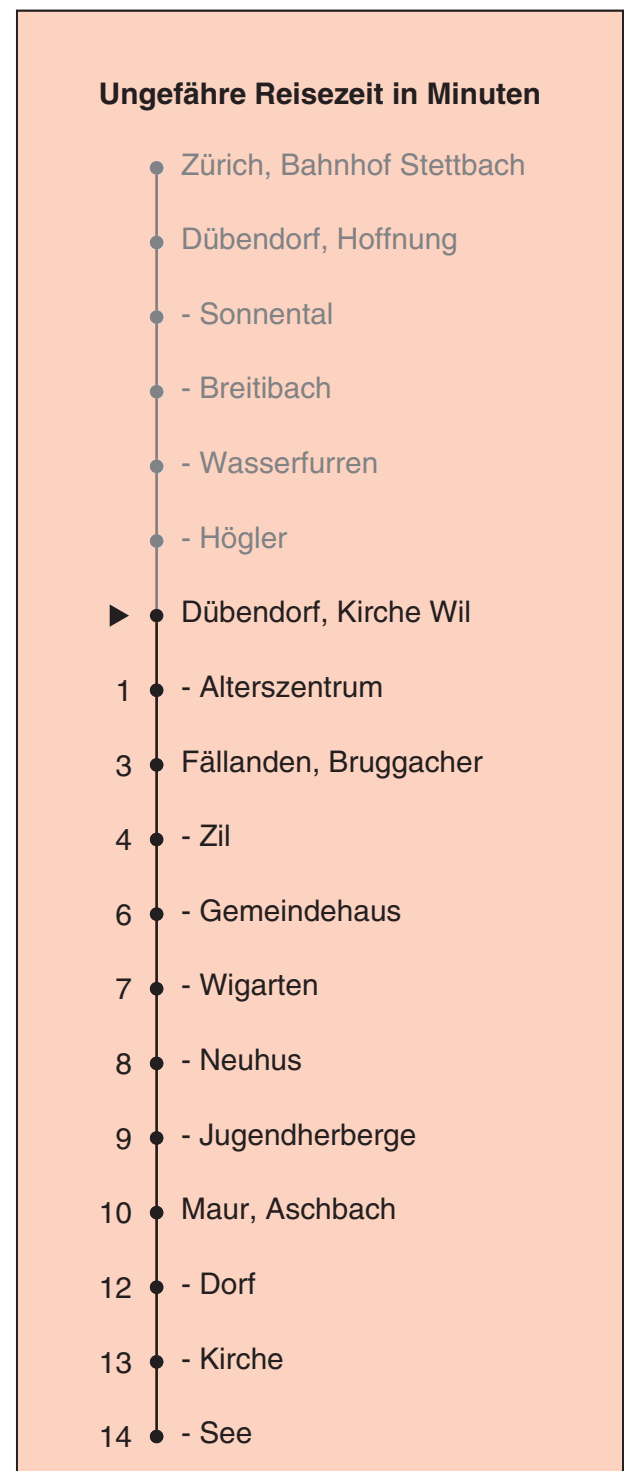 Ungefähre Reisezeit in Minuten
Zürich, Bahnhof Stettbach
Dübendorf, Hoffnung
- Sonnental
- Breitibach
- Wasserfurren
- Högler
Dübendorf, Kirche Wil
1 - Alterszentrum
3 Fällanden, Bruggacher
4 - Zil
6 - Gemeindehaus
7 - Wigarten
8 - Neuhus
9 - Jugendherberge
10 Maur, Aschbach
12 - Dorf
13 - Kirche
14 - See